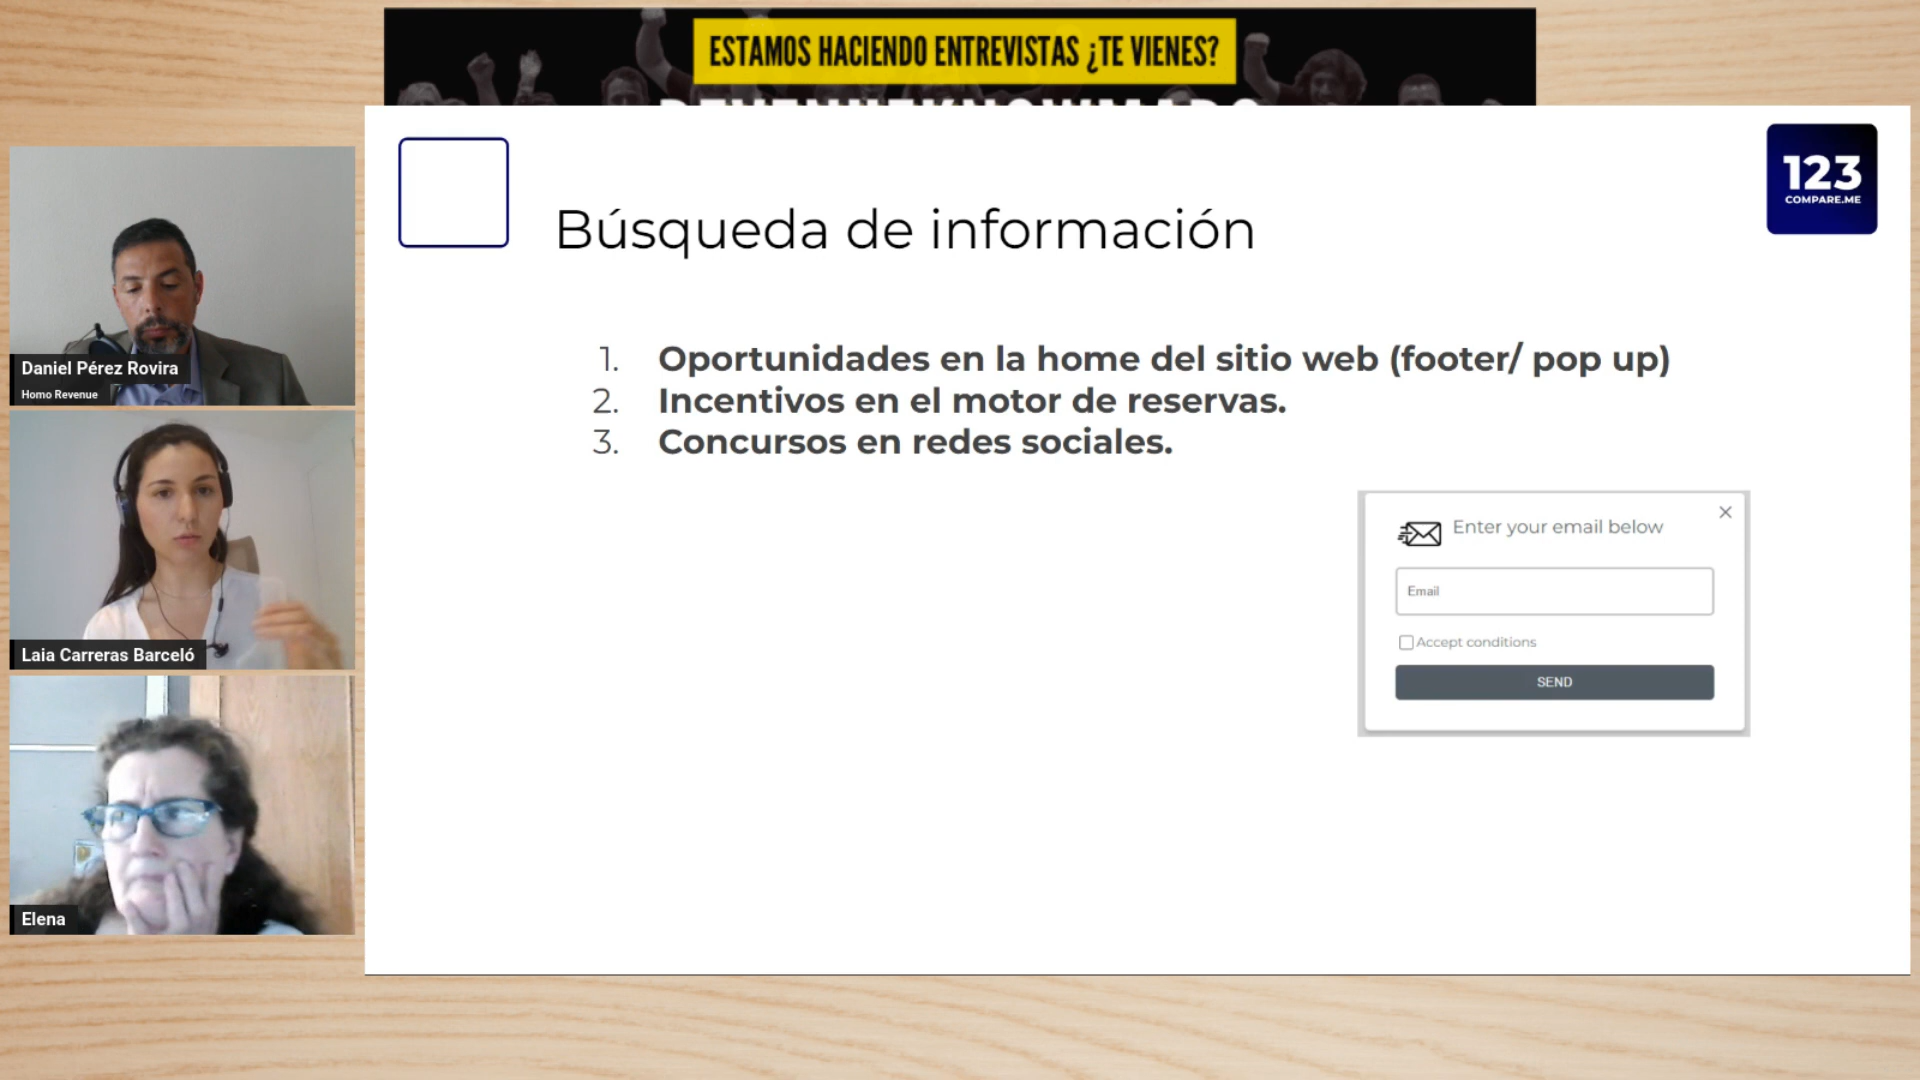 ESTAMOS HACIENDO ENTREVISTAS ¿TE VIENES?
123
COMPARE.ME
Búsqueda de información
1. Oportunidades en la home del sitio web (footer/ pop up)
2. Incentivos en el motor de reservas.
3. Concursos en redes sociales.
Enter your email below
Email
Accept conditions
SEND
Daniel Pérez Rovira
Homo Revenue
Laia Carreras Barceló
Elena